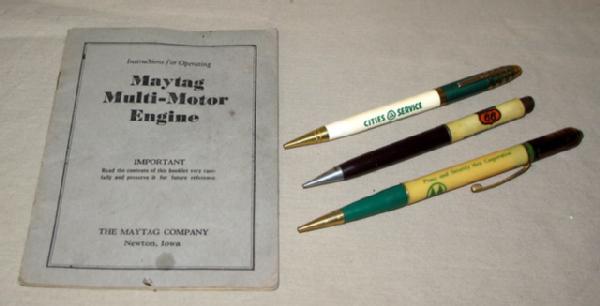 Instructions for Operating
Maytag
Multi-Motor
Engine
IMPORTANT
Read the contents of this booklet very care-
fully and preserve it for future reference.
THE MAYTAG COMPANY
Newton, Iowa
CITIES SERVICE
66